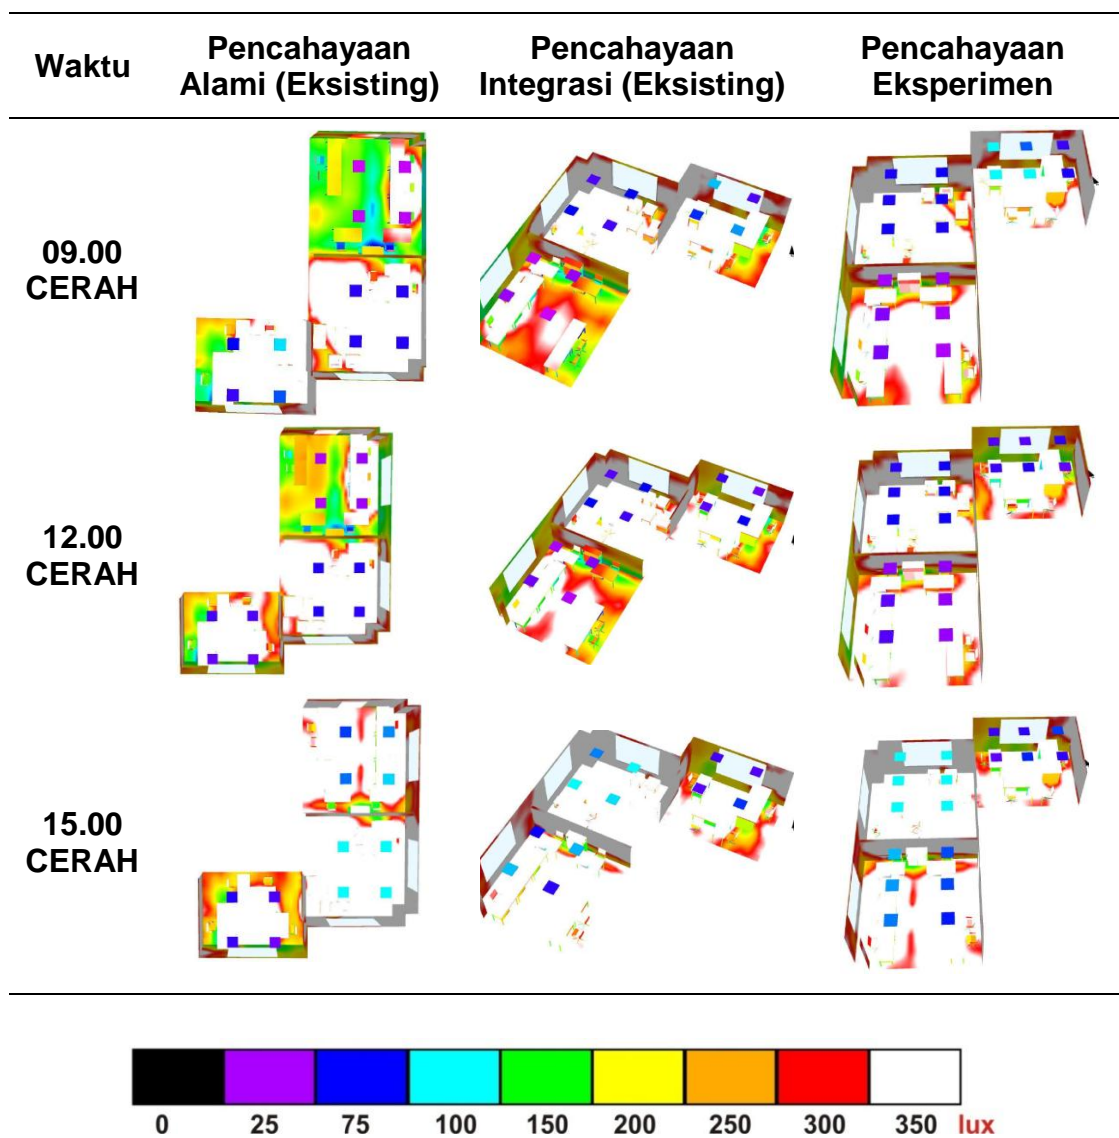 Waktu
Pencahayaan
Alami (Eksisting)
Pencahayaan
Integrasi (Eksisting)
Pencahayaan
Eksperimen
09.00
CERAH
12.00
CERAH
15.00
CERAH
0 25 75 100 150 200 250 300 350 lux